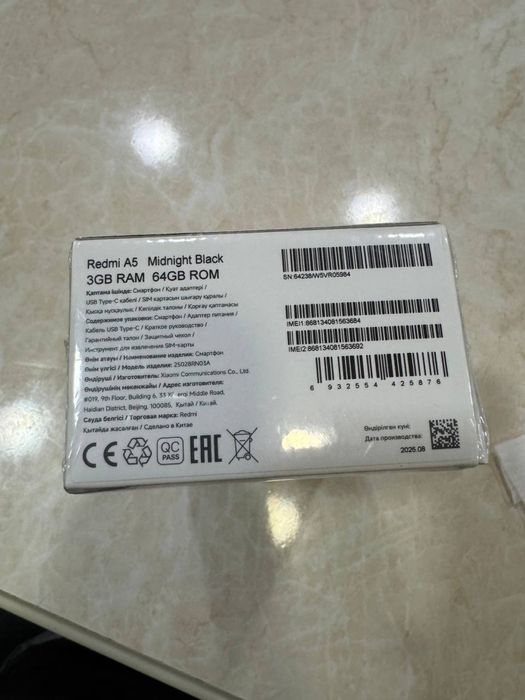 Redmi A5 Midnight Black
3GB RAM 64GB ROM
Қаптама ішінде: Смартфон / Қуат адаптері /
USB Type-C кабелі / SIM картасын шығару құралы /
Қысқа нұсқаулық / Кепілдік талоны / Қорғау қаптамасы
Содержимое упаковки: Смартфон / Адаптер питания /
Кабель USB Type-C / Краткое руководство /
Гарантийный талон / Защитный чехол /
Инструмент для извлечения SIM-карты
Өнім атауы / Наименование изделия: Смартфон
Өнім үлгісі / Модель изделия: 25028RN03A
Өндіруші / Изготовитель: Xiaomi Communications Co., Ltd.
Өндірушінің мекенжайы / Адрес изготовителя:
#019, 9th Floor, Building 6, 33 Xi erqi Middle Road,
Haidian District, Beijing, 100085, Қытай / Китай
Сауда белгісі / Торговая марка: Redmi
Қытайда жасалған / Сделано в Китае
CE
QC
PASS
EAC
SN:64238/W5VR05984
IMEI1:868134081563684
IMEI2:868134081563692
6 932554 425876
Өндірілген күні:
Дата производства:
2025.08